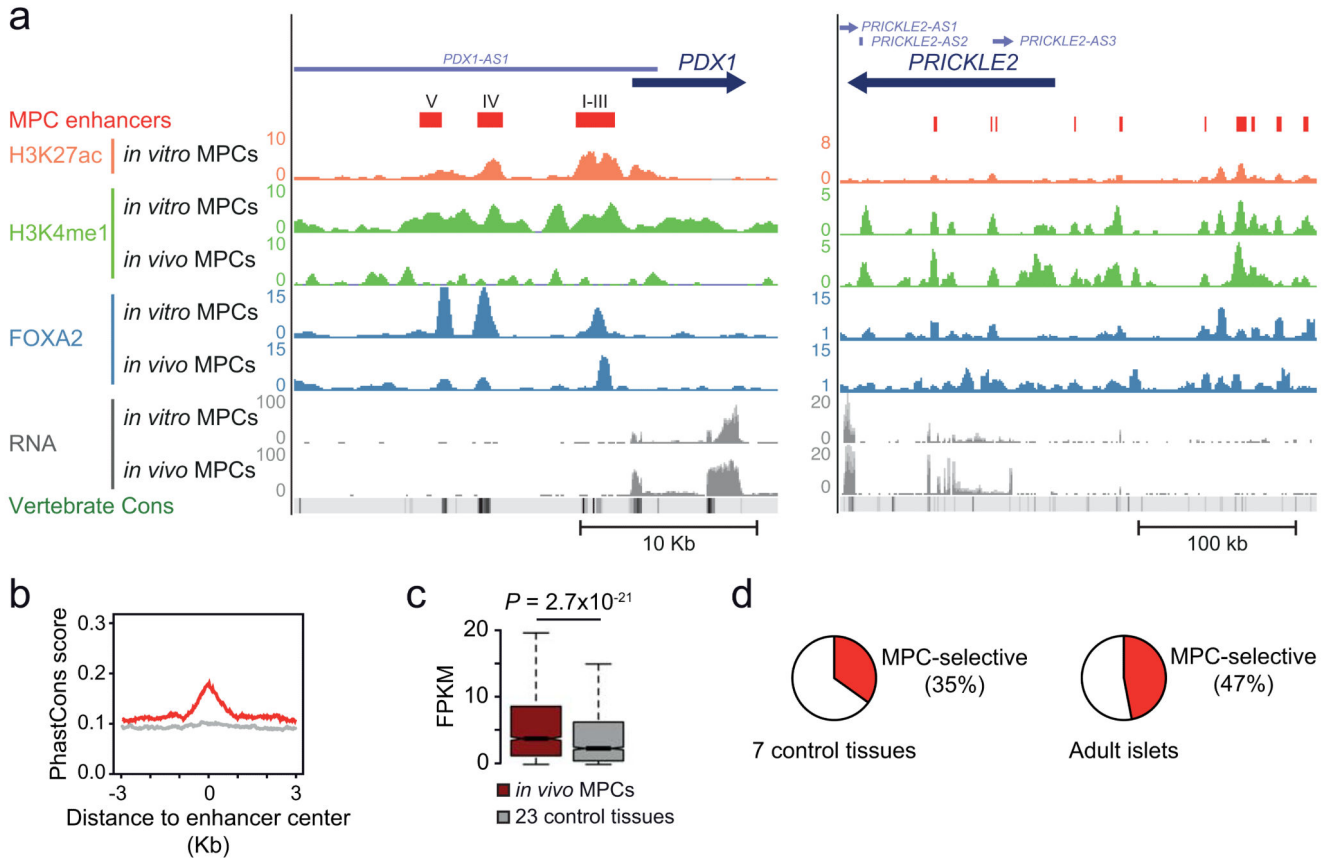 a
PDX1-AS1
PDX1
PRICKLE2-AS1
PRICKLE2-AS2
PRICKLE2-AS3
PRICKLE2
V
IV
I-III
MPC enhancers
H3K27ac
in vitro MPCs
10
0
8
0
H3K4me1
in vitro MPCs
10
0
5
0
in vivo MPCs
10
0
5
0
FOXA2
in vitro MPCs
15
0
15
1
in vivo MPCs
15
0
15
1
RNA
in vitro MPCs
100
0
20
0
in vivo MPCs
100
0
20
0
Vertebrate Cons
10 Kb
100 kb
b
PhastCons score
0.3
0.2
0.1
0.0
-3
0
3
Distance to enhancer center
(Kb)
c
P = 2.7x10-21
FPKM
20
10
0
in vivo MPCs
23 control tissues
d
MPC-selective
(35%)
7 control tissues
MPC-selective
(47%)
Adult islets